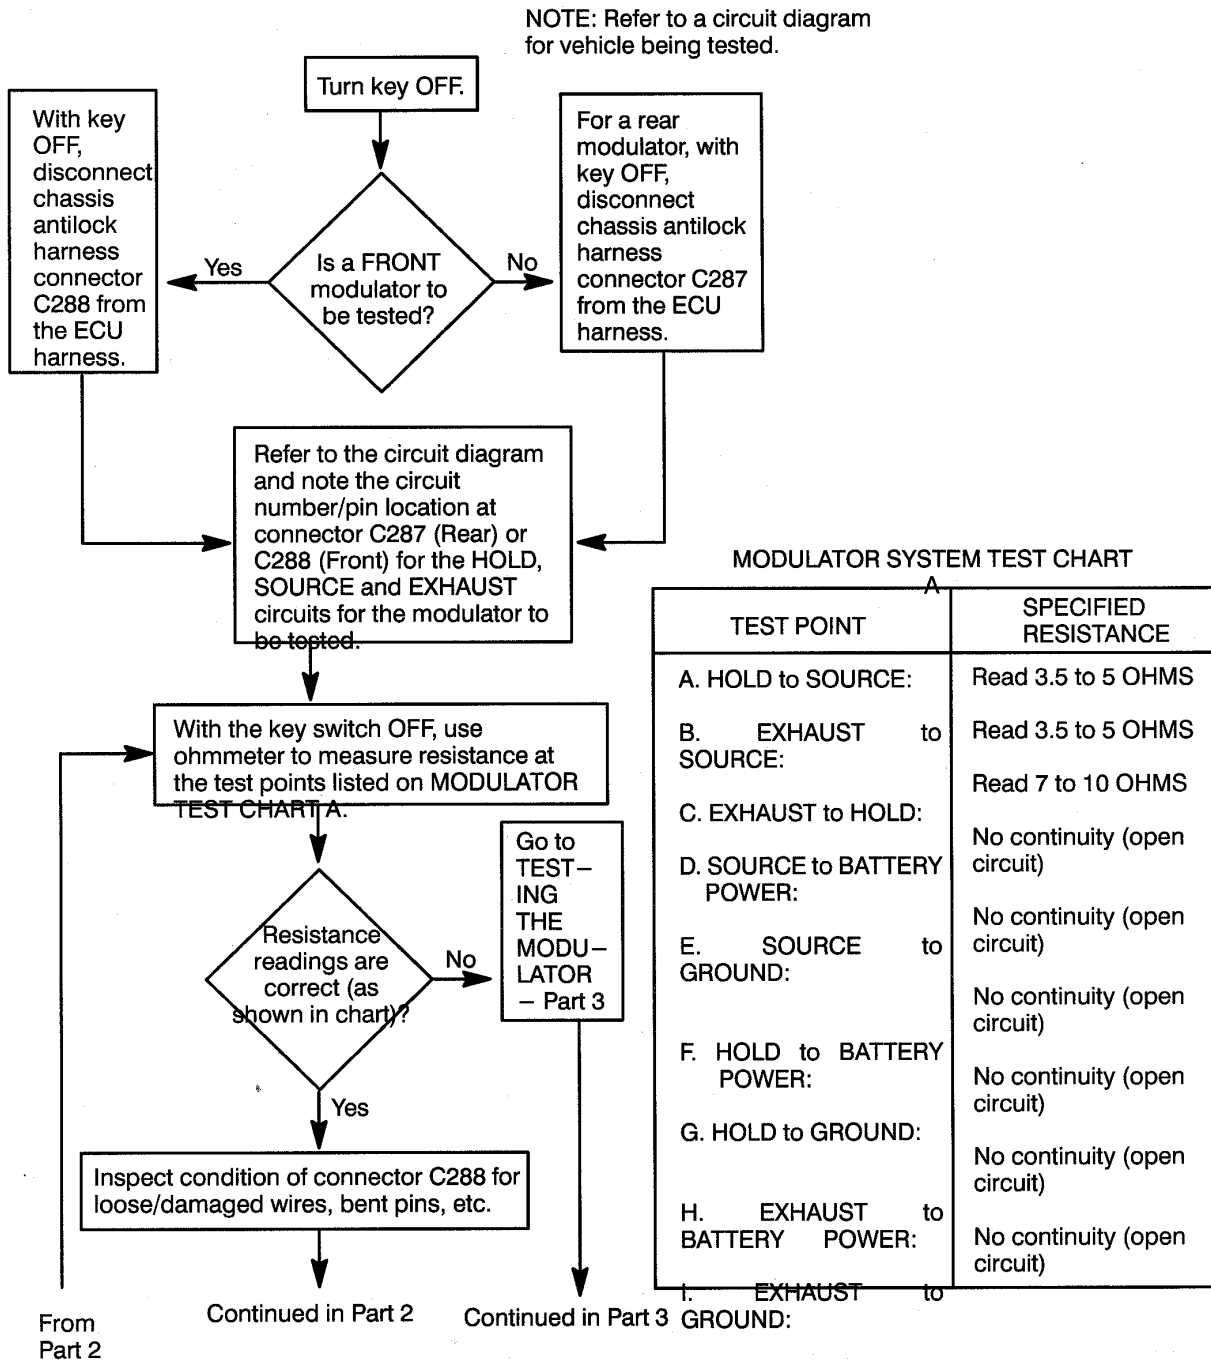 NOTE: Refer to a circuit diagram
for vehicle being tested.
Turn key OFF.
With key
OFF,
disconnect
chassis
antilock
harness
connector
C288 from
the ECU
harness.
Yes
Is a FRONT
modulator to
be tested?
No
For a rear
modulator, with
key OFF,
disconnect
chassis antilock
harness
connector C287
from the ECU
harness.
Refer to the circuit diagram
and note the circuit
number/pin location at
connector C287 (Rear) or
C288 (Front) for the HOLD,
SOURCE and EXHAUST
circuits for the modulator to
be tested.
With the key switch OFF, use
ohmmeter to measure resistance at
the test points listed on MODULATOR
TEST CHART A.
Resistance
readings are
correct (as
shown in chart)?
No
Go to
TEST–
ING
THE
MODU–
LATOR
– Part 3
Yes
Inspect condition of connector C288 for
loose/damaged wires, bent pins, etc.
From
Part 2
Continued in Part 2
Continued in Part 3
MODULATOR SYSTEM TEST CHART
A
TEST POINT
SPECIFIED
RESISTANCE
A. HOLD to SOURCE:
B. EXHAUST to
SOURCE:
C. EXHAUST to HOLD:
D. SOURCE to BATTERY
POWER:
E. SOURCE to
GROUND:
F. HOLD to BATTERY
POWER:
G. HOLD to GROUND:
H. EXHAUST to
BATTERY POWER:
I. EXHAUST to
GROUND:
Read 3.5 to 5 OHMS
Read 3.5 to 5 OHMS
Read 7 to 10 OHMS
No continuity (open
circuit)
No continuity (open
circuit)
No continuity (open
circuit)
No continuity (open
circuit)
No continuity (open
circuit)
No continuity (open
circuit)